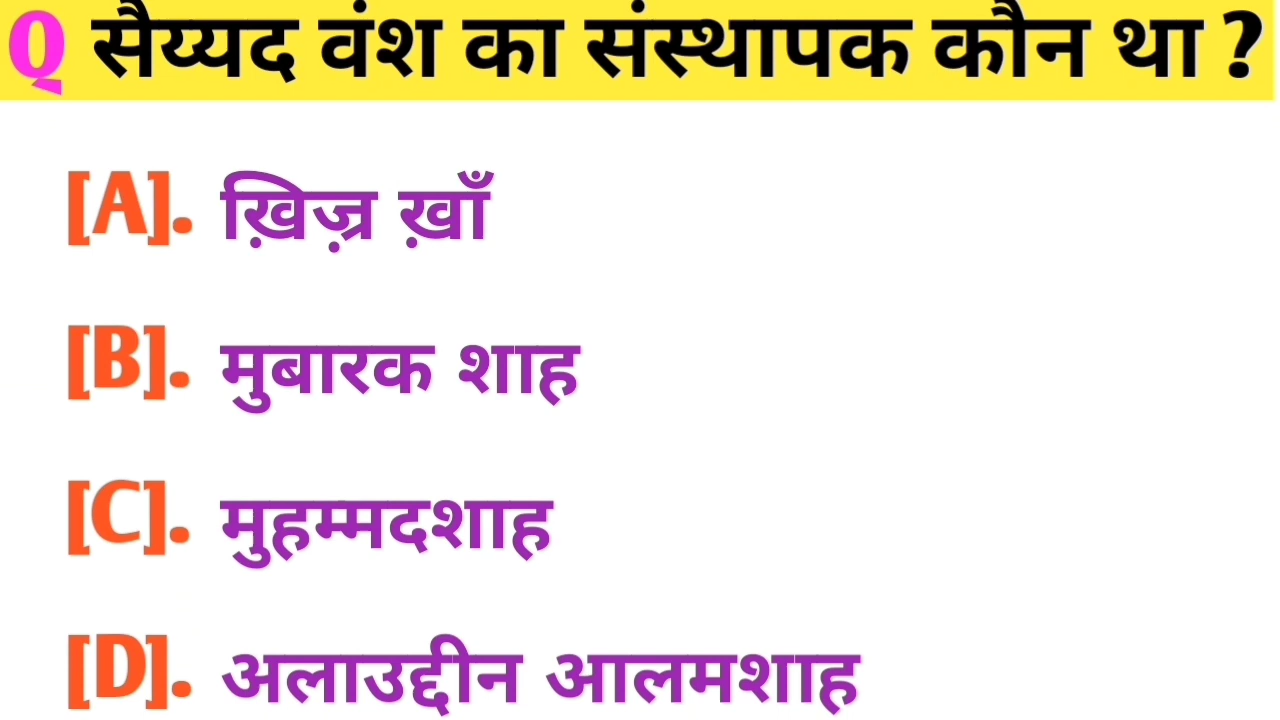 Q सैय्यद वंश का संस्थापक कौन था ?
[A]. ख़िज़्र ख़ाँ
[B]. मुबारक शाह
[C]. मुहम्मदशाह
[D]. अलाउद्दीन आलमशाह